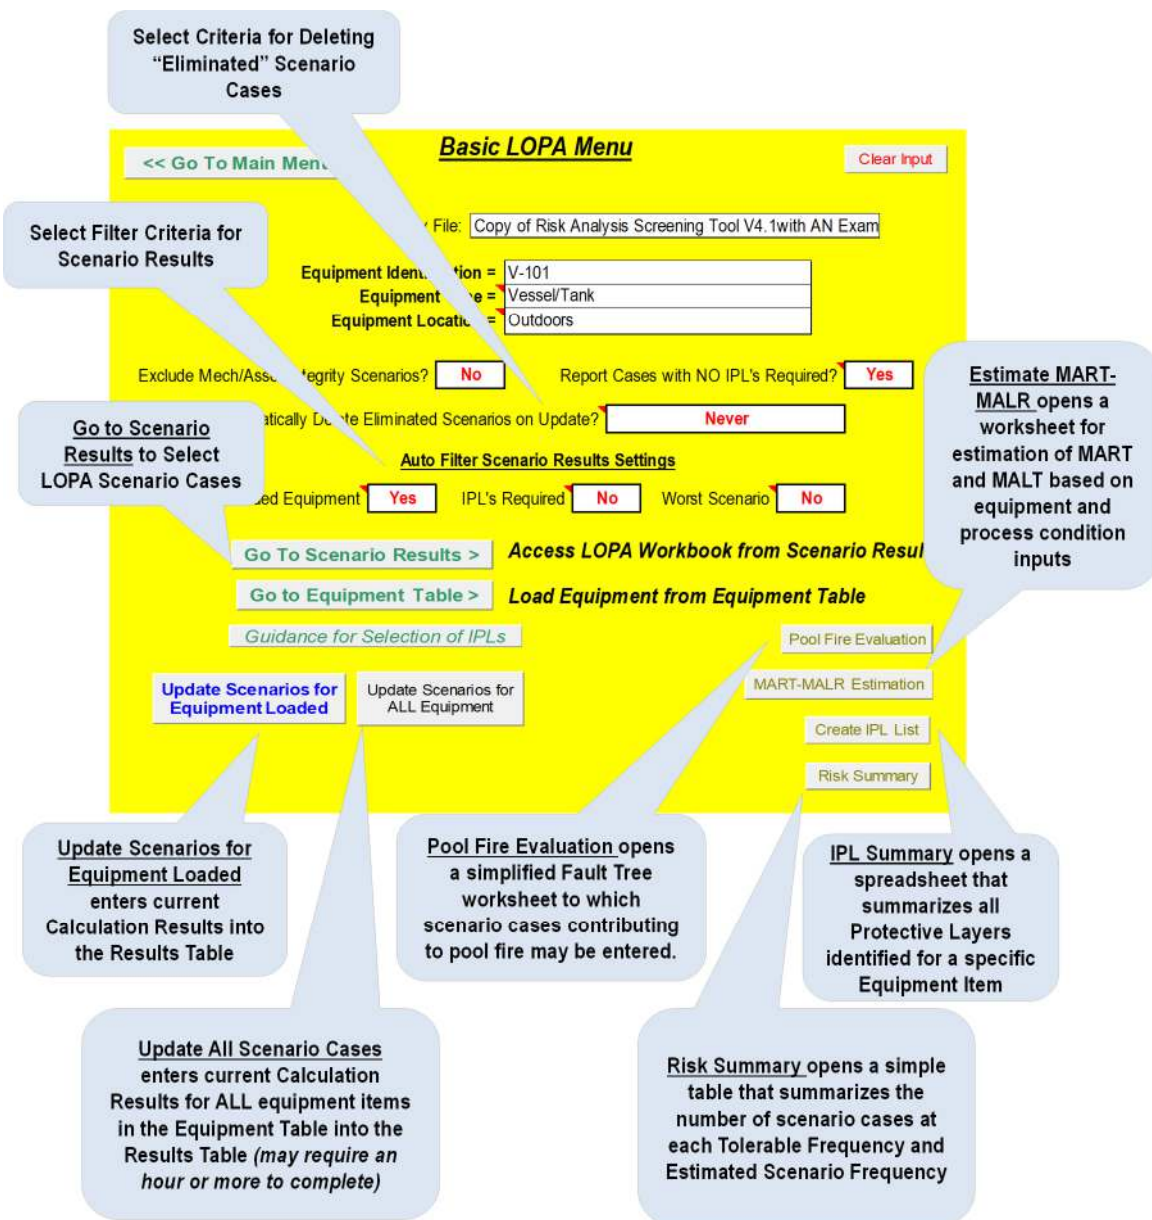 Select Criteria for Deleting
“Eliminated” Scenario
Cases
Basic LOPA Menu
<< Go To Main Men
Clear Input
Select Filter Criteria for
Scenario Results
File:
Copy of Risk Analysis Screening Tool V4.1with AN Exam
Equipment Identification =
V-101
Equipment =
Vessel/Tank
Equipment Location =
Outdoors
Exclude Mech/Asse Integrity Scenarios?
No
Report Cases with NO IPL's Required?
Yes
atically Delete Eliminated Scenarios on Update?
Never
Go to Scenario
Results to Select
LOPA Scenario Cases
Auto Filter Scenario Results Settings
ded Equipment
Yes
IPL's Required
No
Worst Scenario
No
Estimate MART-
MALR opens a
worksheet for
estimation of MART
and MALT based on
equipment and
process condition
inputs
Go To Scenario Results >
Access LOPA Workbook from Scenario Resul
Go to Equipment Table >
Load Equipment from Equipment Table
Guidance for Selection of IPLs
Pool Fire Evaluation
MART-MALR Estimation
Update Scenarios for
Equipment Loaded
Update Scenarios for
ALL Equipment
Create IPL List
Risk Summary
Update Scenarios for
Equipment Loaded
enters current
Calculation Results into
the Results Table
Pool Fire Evaluation opens
a simplified Fault Tree
worksheet to which
scenario cases contributing
to pool fire may be entered.
IPL Summary opens a
spreadsheet that
summarizes all
Protective Layers
identified for a specific
Equipment Item
Update All Scenario Cases
enters current Calculation
Results for ALL equipment items
in the Equipment Table into the
Results Table (may require an
hour or more to complete)
Risk Summary opens a simple
table that summarizes the
number of scenario cases at
each Tolerable Frequency and
Estimated Scenario Frequency